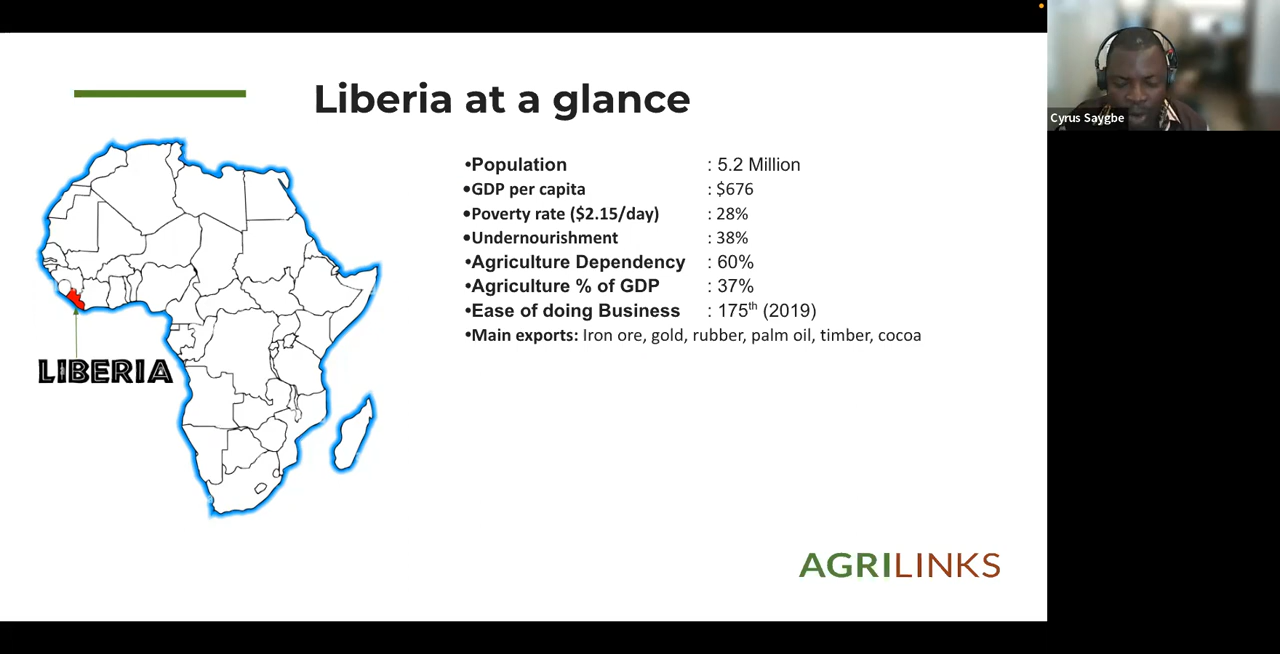 Liberia at a glance
•Population : 5.2 Million
•GDP per capita : $676
•Poverty rate ($2.15/day) : 28%
•Undernourishment : 38%
•Agriculture Dependency : 60%
•Agriculture % of GDP : 37%
•Ease of doing Business : 175th (2019)
•Main exports: Iron ore, gold, rubber, palm oil, timber, cocoa
LIBERIA
AGRILINKS
Cyrus Saygbe